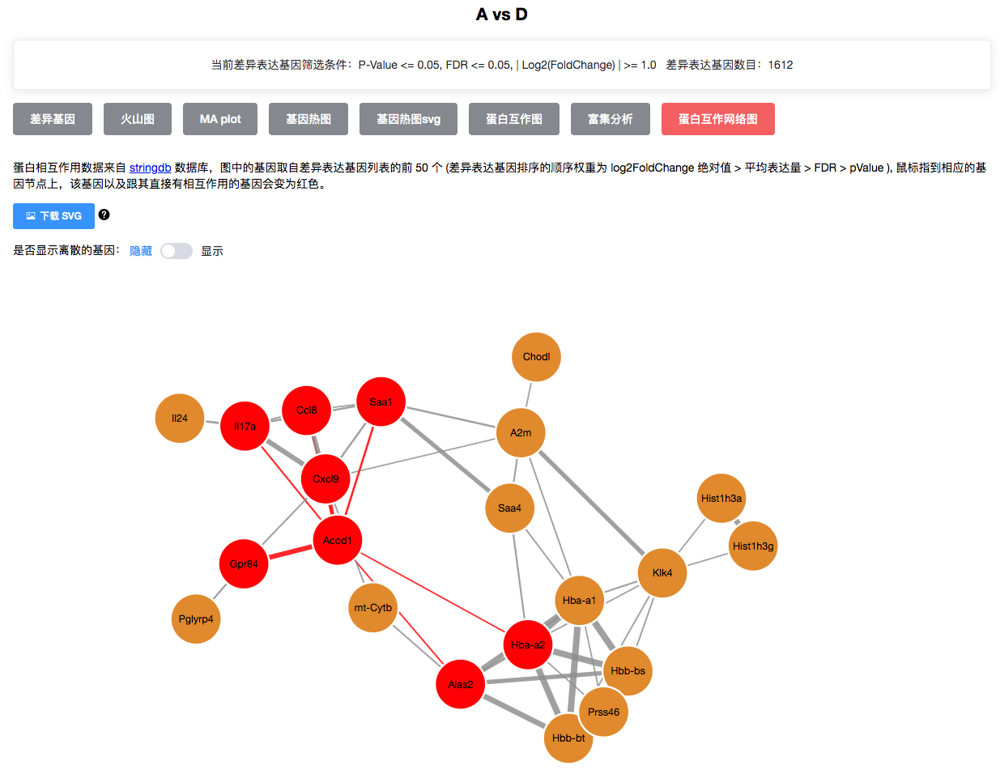 A vs D
当前差异表达基因筛选条件：P-Value <= 0.05, FDR <= 0.05, | Log2(FoldChange) | >= 1.0 差异表达基因数目：1612
差异基因 火山图 MA plot 基因热图 基因热图svg 蛋白互作图 富集分析 蛋白互作网络图
蛋白相互作用数据来自 stringdb 数据库，图中的基因取自差异表达基因列表的前 50 个 (差异表达基因排序的顺序权重为 log2FoldChange 绝对值 > 平均表达量 > FDR > pValue ), 鼠标指到相应的基
因节点上，该基因以及跟其直接有相互作用的基因会变为红色。
下载 SVG ?
是否显示离散的基因： 隐藏 显示
Chodl
Saa1
Ccl8
Il24
Il17a
A2m
Cxcl9
Hist1h3a
Saa4
Acod1
Hist1h3g
Gpr84
Klk4
Hba-a1
mt-Cytb
Pglyrp4
Hba-a2
Hbb-bs
Alas2
Prss46
Hbb-bt